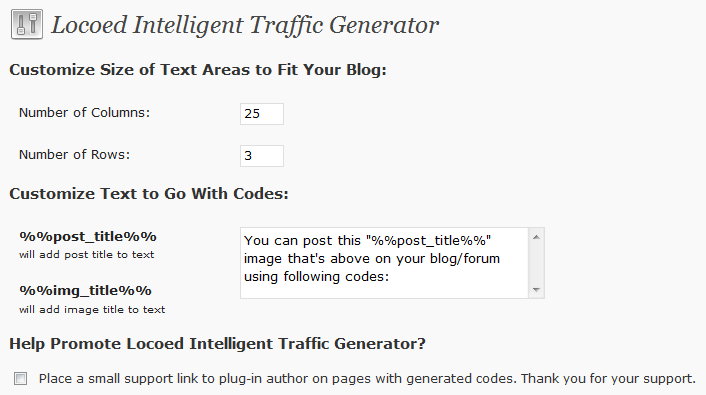 Locoed Intelligent Traffic Generator
Customize Size of Text Areas to Fit Your Blog:
Number of Columns: 25
Number of Rows: 3
Customize Text to Go With Codes:
%%post_title%%
will add post title to text
%%img_title%%
will add image title to text
You can post this "%%post_title%%"
image that's above on your blog/forum
using following codes:
Help Promote Locoed Intelligent Traffic Generator?
Place a small support link to plug-in author on pages with generated codes. Thank you for your support.